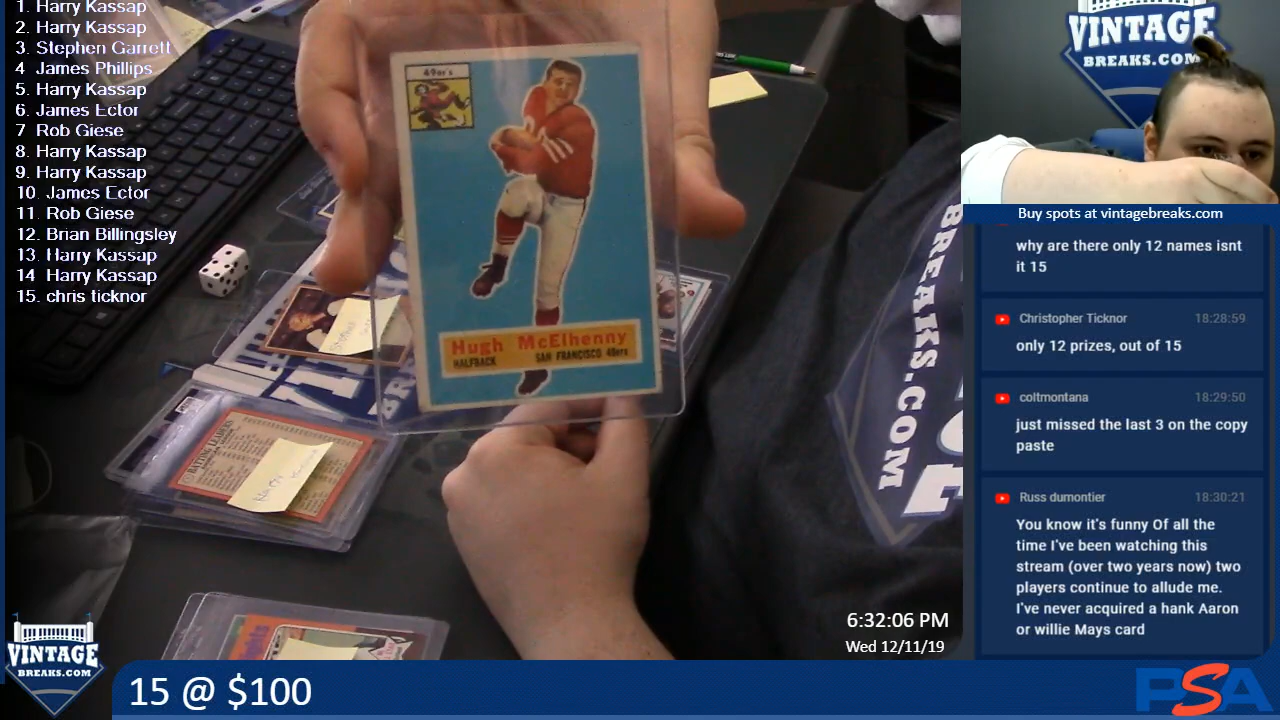 1. Harry Kassap
2. Harry Kassap
3. Stephen Garrett
4 James Phillips
5. Harry Kassap
6. James Ector
7 Rob Giese
8. Harry Kassap
9. Harry Kassap
10. James Ector
11. Rob Giese
12. Brian Billingsley
13. Harry Kassap
14 Harry Kassap
15. chris ticknor
49er's
Hugh McElhenny
HALFBACK SAN FRANCISCO 49ers
BATTING LEADERS
BREAKS.COM
VINTAGE
BREAKS.COM
Buy spots at vintagebreaks.com
why are there only 12 names isnt
it 15
Christopher Ticknor 18:28:59
only 12 prizes, out of 15
coltmontana 18:29:50
just missed the last 3 on the copy
paste
Russ dumontier 18:30:21
You know it's funny Of all the
time I've been watching this
stream (over two years now) two
players continue to allude me.
I've never acquired a hank Aaron
or willie Mays card
6:32:06 PM
Wed 12/11/19
VINTAGE
BREAKS.COM
15 @ $100
PSA